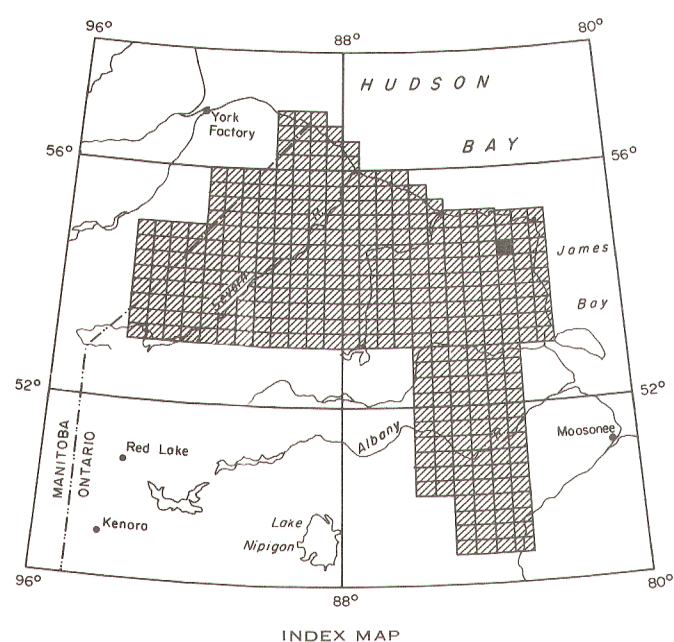 96°
88°
80°
HUDSON
BAY
York
Factory
56°
56°
R.
Severn
James
Bay
52°
52°
MANITOBA
ONTARIO
Red Lake
Albany
R.
Moosonee
Kenora
Lake
Nipigon
96°
88°
80°
INDEX MAP